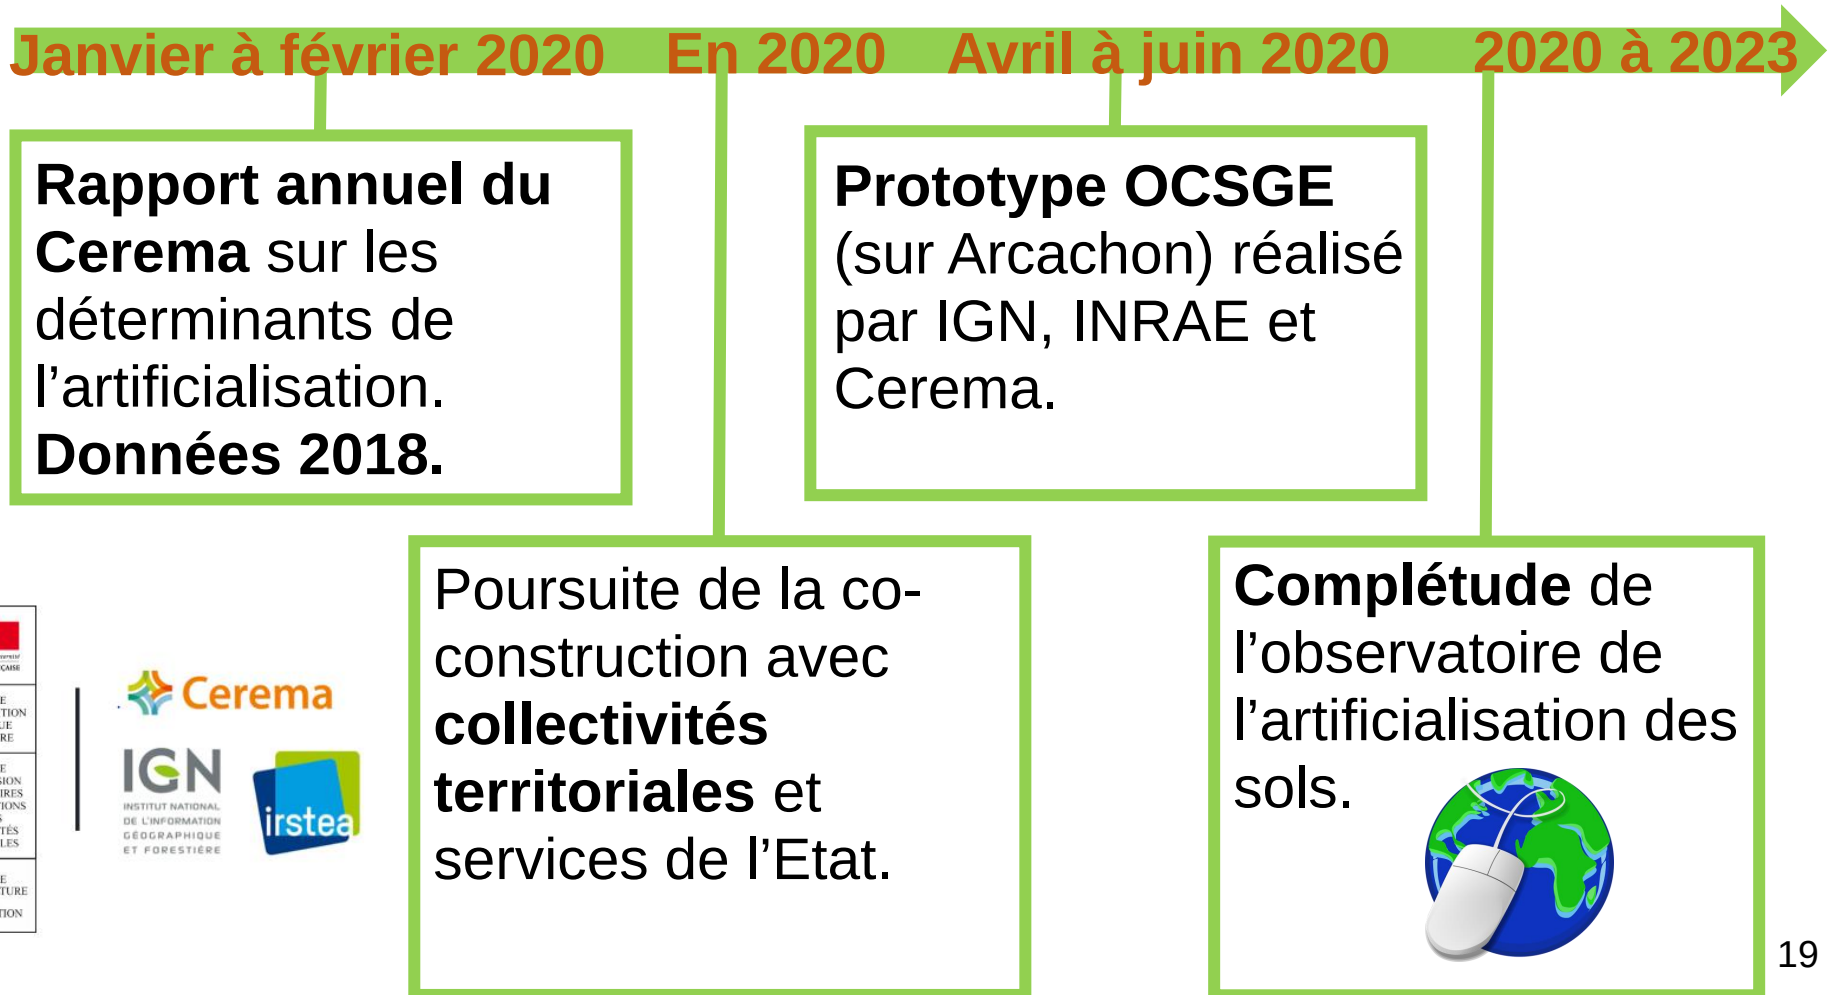 Janvier à février 2020
En 2020
Avril à juin 2020
2020 à 2023
Rapport annuel du
Cerema sur les
déterminants de
l’artificialisation.
Données 2018.
Prototype OCSGE
(sur Arcachon) réalisé
par IGN, INRAE et
Cerema.
Poursuite de la co-
construction avec
collectivités
territoriales et
services de l’Etat.
Complétude de
l’observatoire de
l’artificialisation des
sols.
Cerema
IGN
INSTITUT NATIONAL
DE L'INFORMATION
GÉOGRAPHIQUE
ET FORESTIÈRE
irstea
19